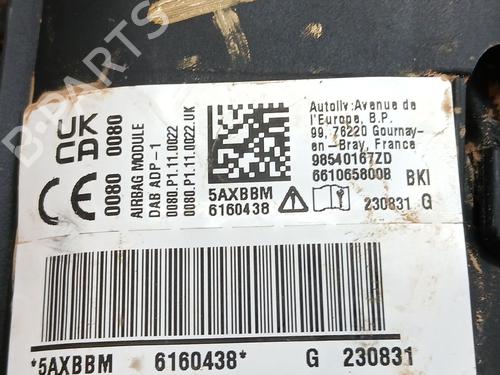 B-PARTS
UK
CA
0080
CE
0080
0080
AIRBAG MODULE
DAB ADP-1
0080.P1.11.0022
0080.P1.11.0022.UK
5AXBBM
6160438
Autoliv:Avenue de
l'Europe, B.P.
99, 76220 Gournay-
en-Bray, France
98540167ZD
661065800B BKI
230831 G
*5AXBBM 6160438* G 230831